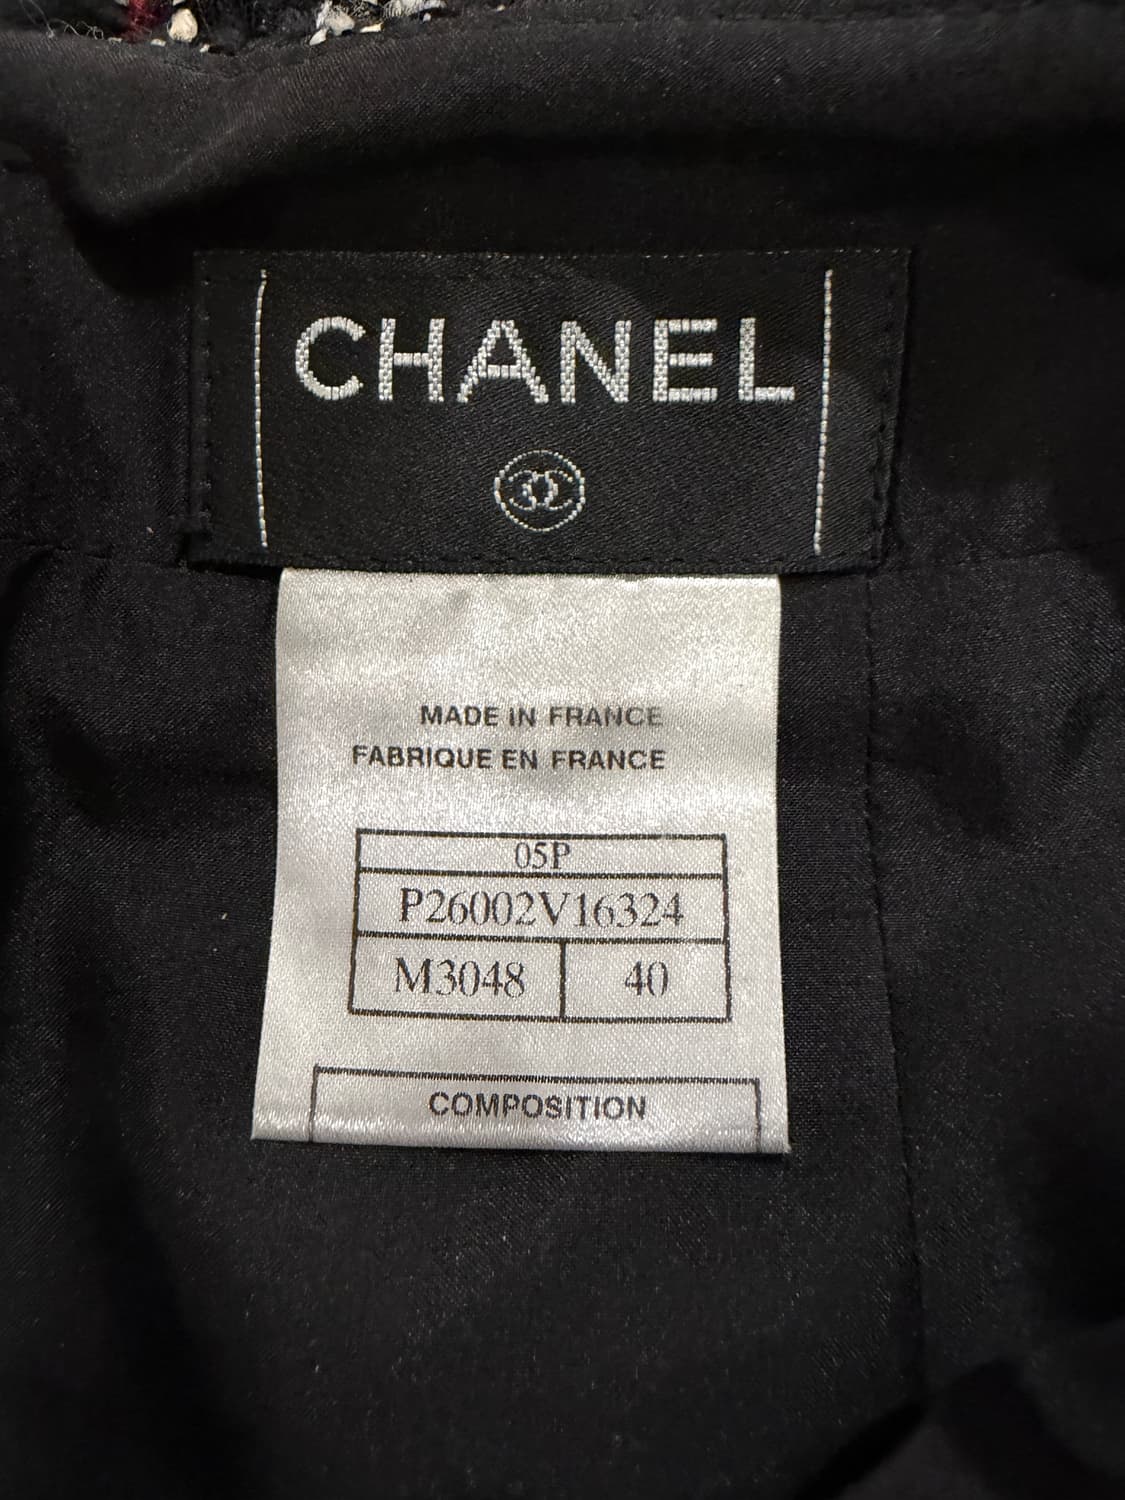 CHANEL
MADE IN FRANCE
FABRIQUE EN FRANCE
05P
P26002V16324
M3048 40
COMPOSITION